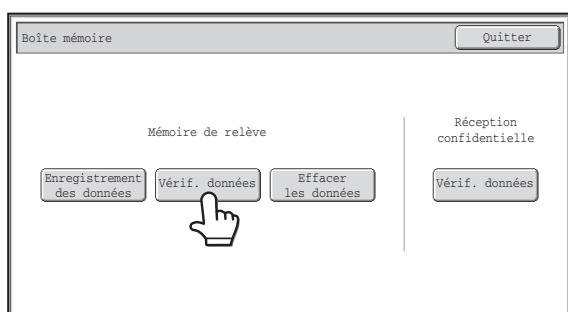 Boîte mémoire
Quitter
Mémoire de relève
Réception
confidentielle
Enregistrement
des données
Vérif. données
Effacer
les données
Vérif. données